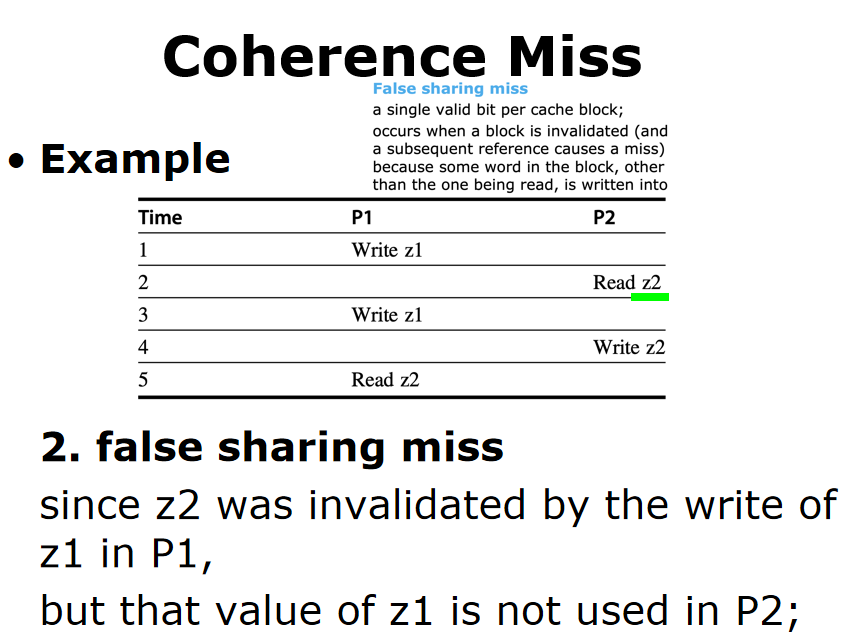 Coherence Miss
False sharing miss
a single valid bit per cache block;
occurs when a block is invalidated (and
a subsequent reference causes a miss)
because some word in the block, other
than the one being read, is written into
• Example
Time P1 P2
1 Write z1
2 Read z2
3 Write z1
4 Write z2
5 Read z2
2. false sharing miss
since z2 was invalidated by the write of
z1 in P1,
but that value of z1 is not used in P2;